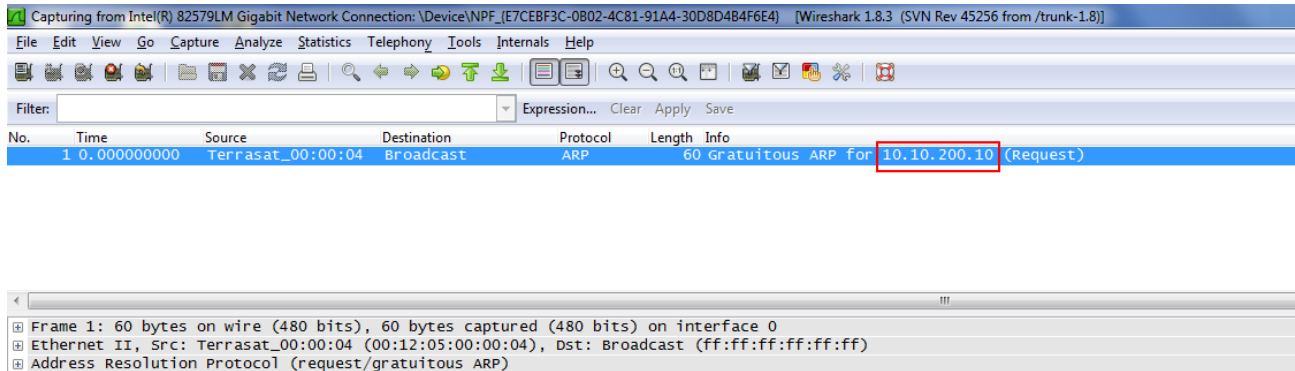 Capturing from Intel(R) 82579LM Gigabit Network Connection: \Device\NPF_{E7CEBF3C-0B02-4C81-91A4-30D8D4B4F6E4} [Wireshark 1.8.3 (SVN Rev 45256 from /trunk-1.8)]
File Edit View Go Capture Analyze Statistics Telephony Tools Internals Help
Filter: Expression... Clear Apply Save
No. Time Source Destination Protocol Length Info
1 0.000000000 Terrasat_00:00:04 Broadcast ARP 60 Gratuitous ARP for 10.10.200.10 (Request)
Frame 1: 60 bytes on wire (480 bits), 60 bytes captured (480 bits) on interface 0
Ethernet II, Src: Terrasat_00:00:04 (00:12:05:00:00:04), Dst: Broadcast (ff:ff:ff:ff:ff:ff)
Address Resolution Protocol (request/gratuitous ARP)